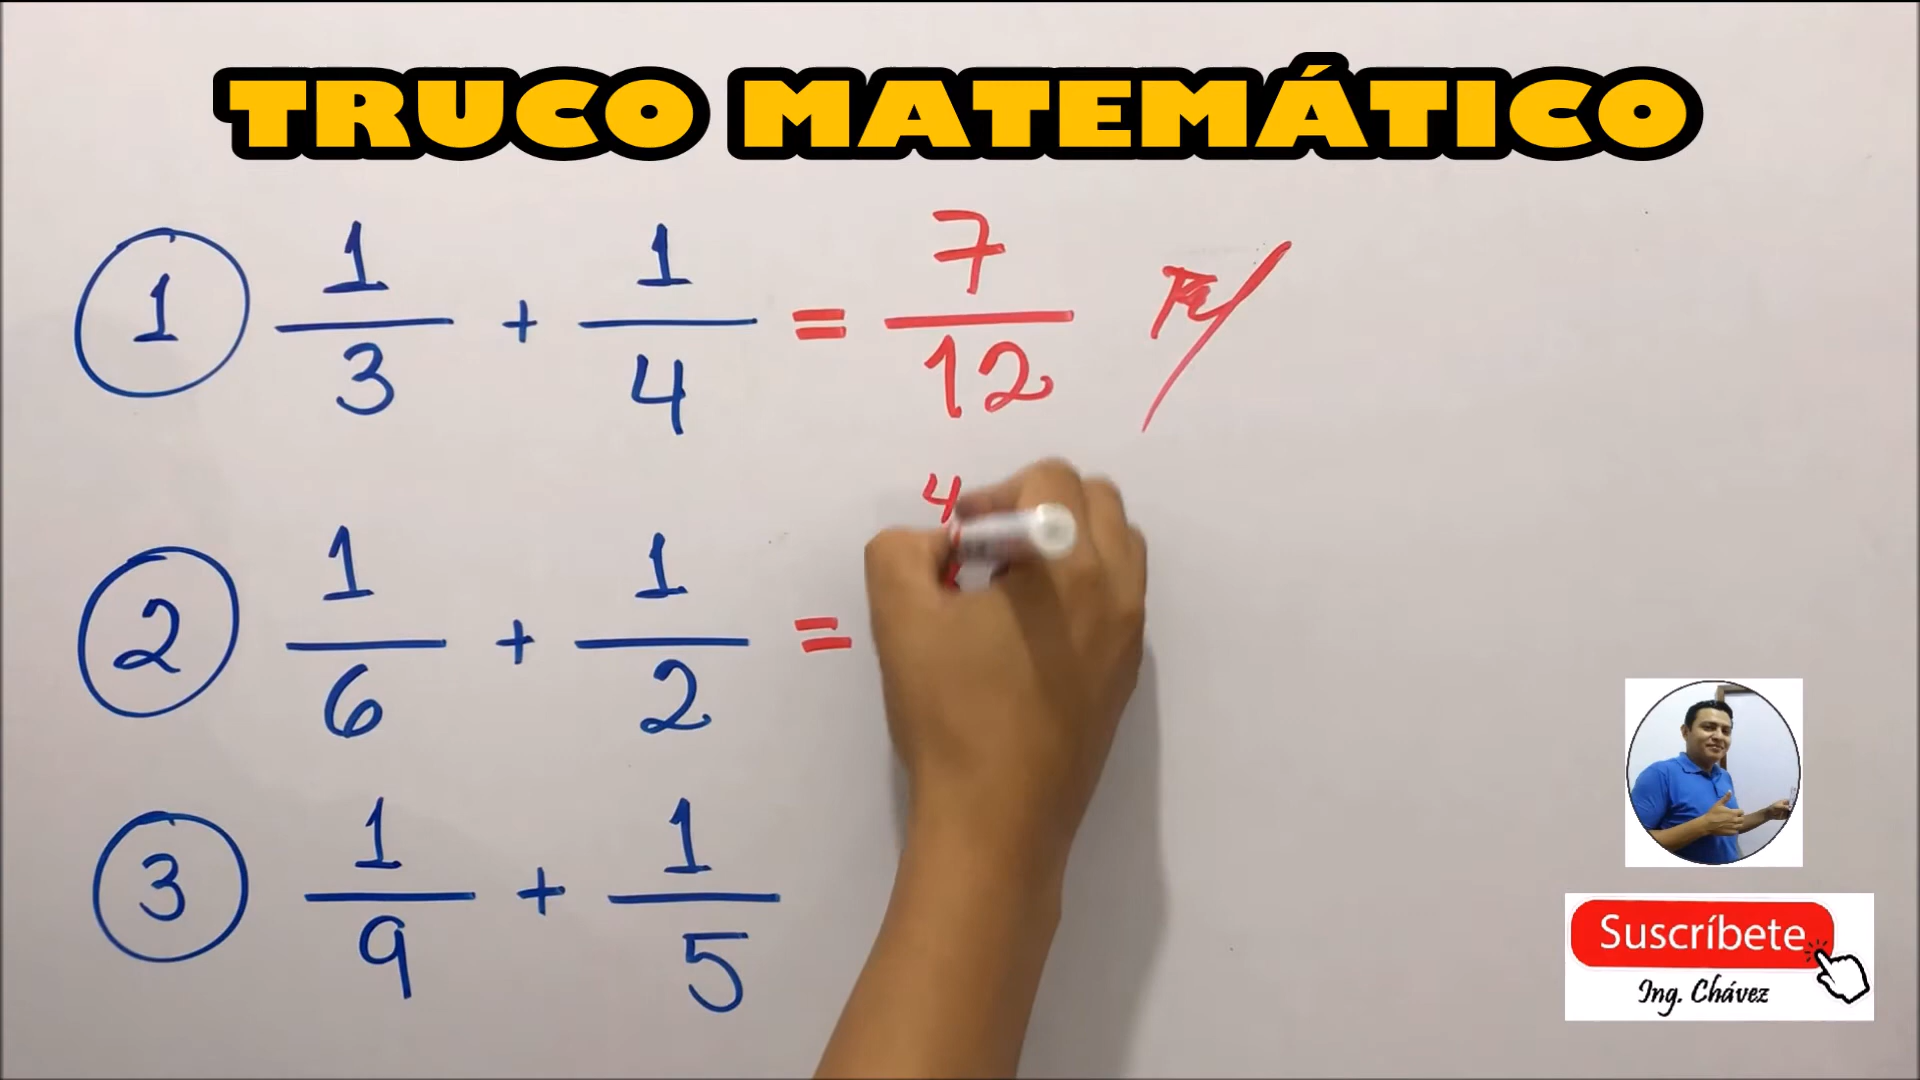 TRUCO MATEMÁTICO
① 1/3 + 1/4 = 7/12
② 1/6 + 1/2 = 4
③ 1/9 + 1/5
Suscríbete
Ing. Chávez